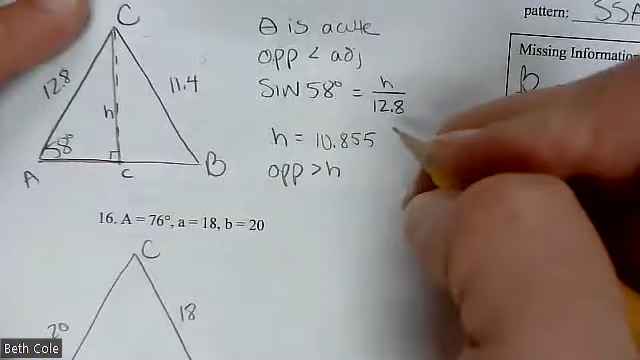 C
θ is acute
opp < adj
SIN 58° = h/12.8
12.8
11.4
h
58°
A
c
B
h = 10.855
opp > h
pattern: SSA
Missing Information
16. A = 76°, a = 18, b = 20
C
20
18
Beth Cole